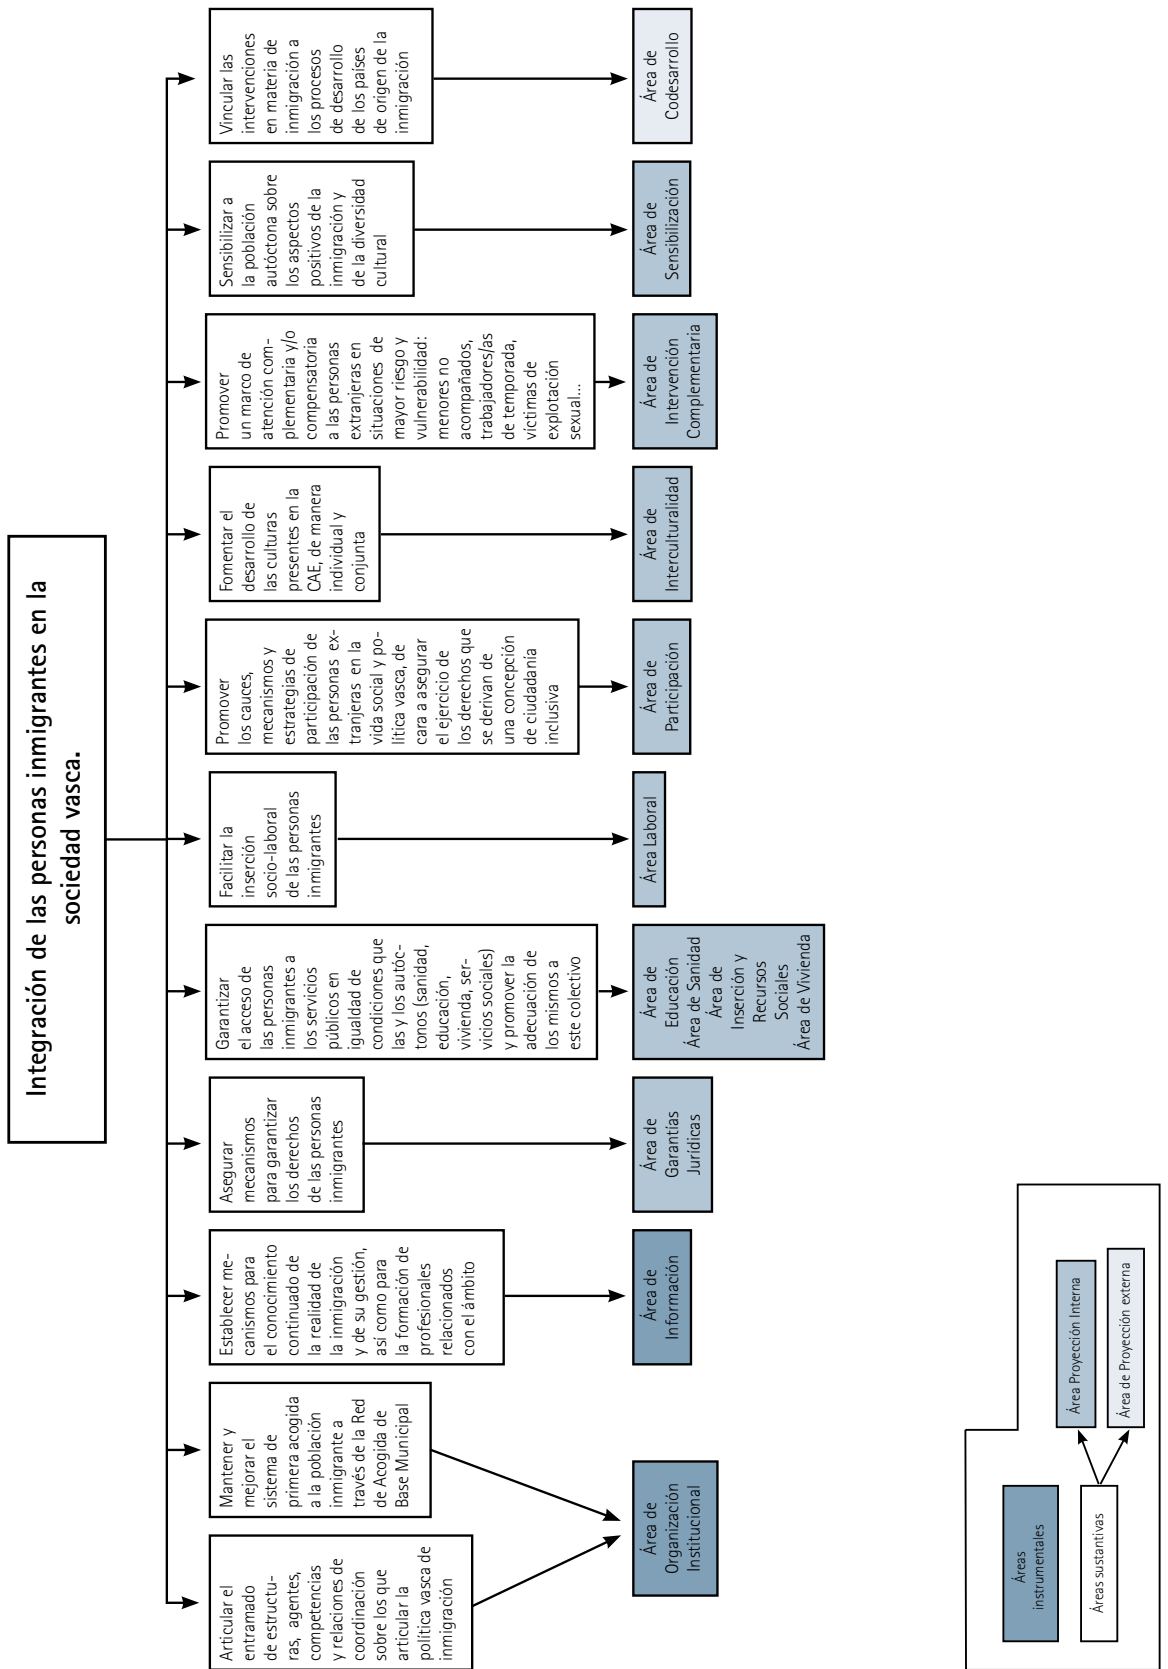 Integración de las personas inmigrantes en la
sociedad vasca.
Articular el
entramado
de estructu-
ras, agentes,
competencias
y relaciones de
coordinación
sobre los que
articular la
política vasca de
inmigración
Mantener y
mejorar el
sistema de
primera acogida
a la población
inmigrante a
través de la Red
de Acogida de
Base Municipal
Establecer me-
canismos para
el conocimiento
continuado de
la realidad de
la inmigración
y de su gestión,
así como para
la formación de
profesionales
relacionados
con el ámbito
Asegurar
mecanismos
para garantizar
los derechos
de las personas
inmigrantes
Garantizar
el acceso de
las personas
inmigrantes a
los servicios
públicos en
igualdad de
condiciones que
las y los autóc-
tonos (sanidad,
educación,
vivienda, ser-
vicios sociales)
y promover la
adecuación de
los mismos a
este colectivo
Facilitar la
inserción
socio-laboral
de las personas
inmigrantes
Promover
los cauces,
mecanismos y
estrategias de
participación de
las personas ex-
tranjeras en la
vida social y po-
lítica vasca, de
cara a asegurar
el ejercicio de
los derechos que
se derivan de
una concepción
de ciudadanía
inclusiva
Fomentar el
desarrollo de
las culturas
presentes en la
CAE, de manera
individual y
conjunta
Promover
un marco de
atención com-
plementaria y/o
compensatoria
a las personas
extranjeras en
situaciones de
mayor riesgo y
vulnerabilidad:
menores no
acompañados,
trabajadores/as
de temporada,
víctimas de
explotación
sexual...
Sensibilizar a
la población
autóctona sobre
los aspectos
positivos de la
inmigración y
de la diversidad
cultural
Vincular las
intervenciones
en materia de
inmigración a
los procesos
de desarrollo
de los países
de origen de la
inmigración
Área de
Organización
Institucional
Área de
Información
Área de
Garantías
Jurídicas
Área de
Educación
Área de Sanidad
Área de
Inserción y
Recursos
Sociales
Área de Vivienda
Área Laboral
Área de
Participación
Área de
Interculturalidad
Área de
Intervención
Complementaria
Área de
Sensibilización
Área de
Codesarrollo
Áreas
instrumentales
Áreas sustantivas
Área Proyección Interna
Área de Proyección externa